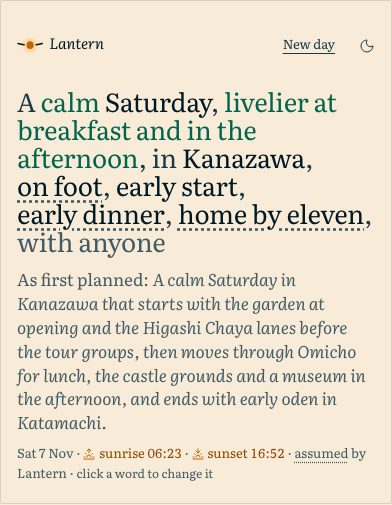 Lantern
New day
A calm Saturday, livelier at
breakfast and in the
afternoon, in Kanazawa,
on foot, early start,
early dinner, home by eleven,
with anyone
As first planned: A calm Saturday in
Kanazawa that starts with the garden at
opening and the Higashi Chaya lanes before
the tour groups, then moves through Omicho
for lunch, the castle grounds and a museum in
the afternoon, and ends with early oden in
Katamachi.
Sat 7 Nov · sunrise 06:23 · sunset 16:52 · assumed by
Lantern · click a word to change it